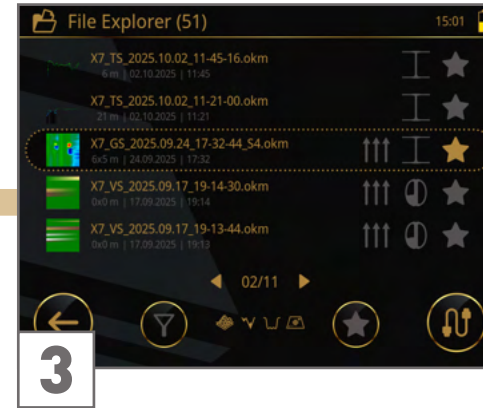 File Explorer (51)
15:01
X7_TS_2025.10.02_11-45-16.okm
6 m | 02.10.2025 | 11:45
X7_TS_2025.10.02_11-21-00.okm
21 m | 02.10.2025 | 11:21
X7_GS_2025.09.24_17-32-44_S4.okm
6x5 m | 24.09.2025 | 17:32
X7_VS_2025.09.17_19-14-30.okm
0x0 m | 17.09.2025 | 19:14
X7_VS_2025.09.17_19-13-44.okm
0x0 m | 17.09.2025 | 19:13
02/11
3